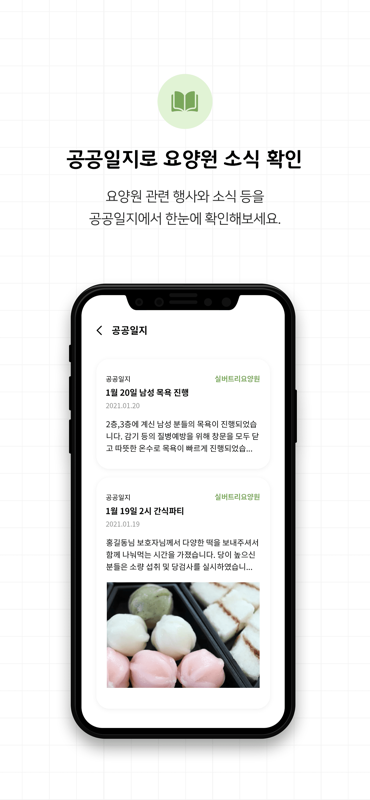 공공일지로 요양원 소식 확인
요양원 관련 행사와 소식 등을
공공일지에서 한눈에 확인해보세요.
공공일지
공공일지 실버트리요양원
1월 20일 남성 목욕 진행
2021.01.20
2층,3층에 계신 남성 분들의 목욕이 진행되었습
니다. 감기 등의 질병예방을 위해 창문을 모두 닫
고 따뜻한 온수로 목욕이 빠르게 진행되었습...
공공일지 실버트리요양원
1월 19일 2시 간식파티
2021.01.19
홍길동님 보호자님께서 다양한 떡을 보내주셔서
함께 나눠먹는 시간을 가졌습니다. 당이 높으신
분들은 소량 섭취 및 당검사를 실시하였습니...